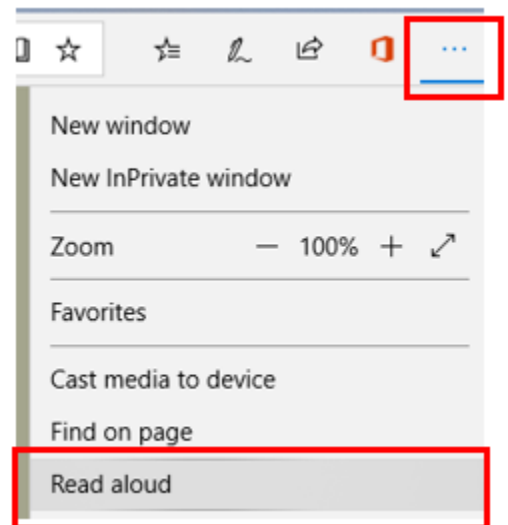 New window
New InPrivate window
Zoom — 100% +
Favorites
Cast media to device
Find on page
Read aloud